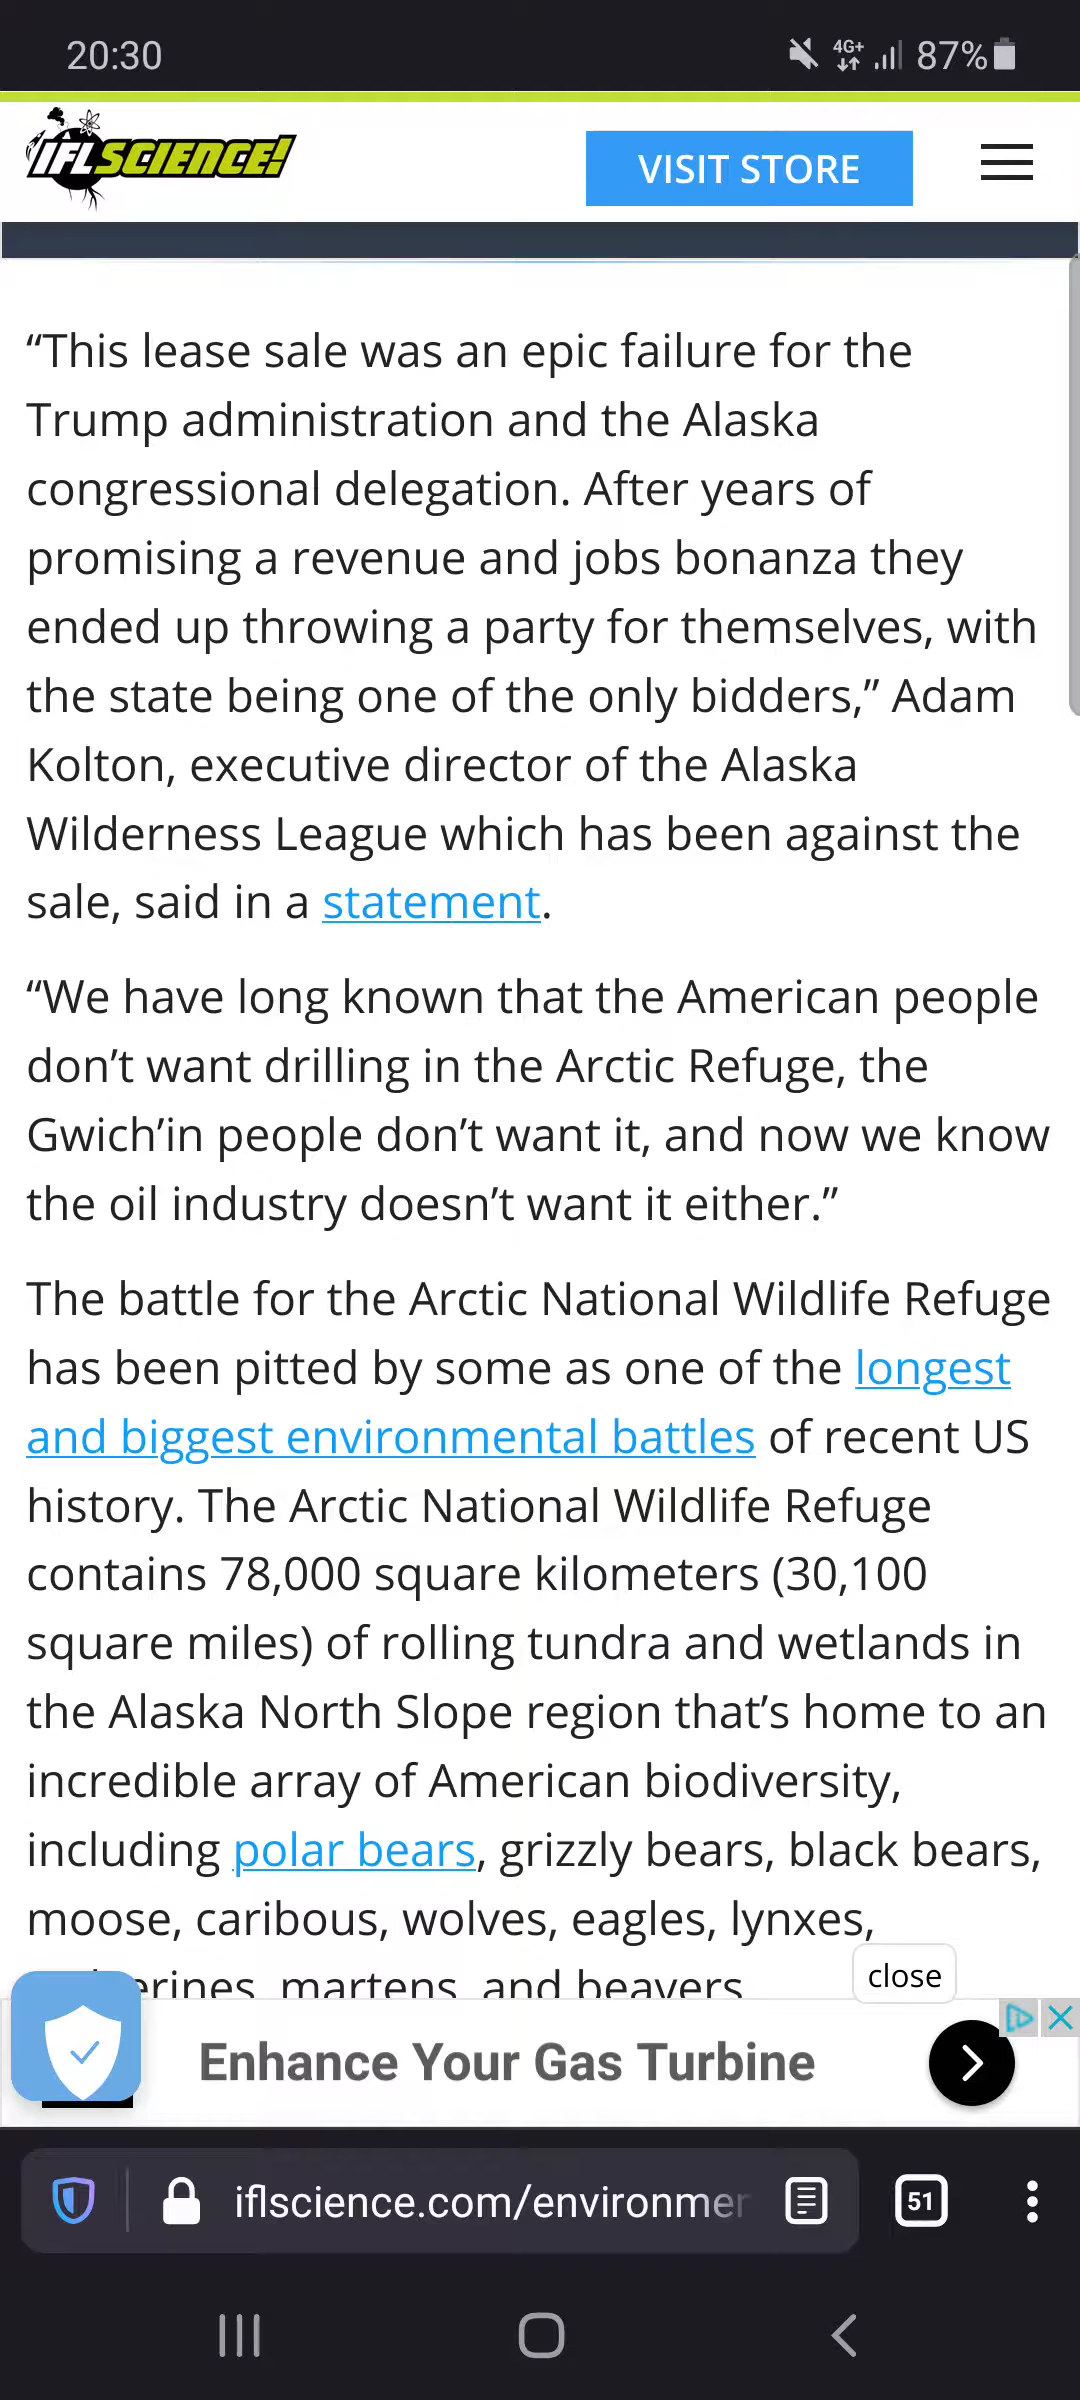 20:30
4G+
87%
IFLSCIENCE!
VISIT STORE
“This lease sale was an epic failure for the
Trump administration and the Alaska
congressional delegation. After years of
promising a revenue and jobs bonanza they
ended up throwing a party for themselves, with
the state being one of the only bidders,” Adam
Kolton, executive director of the Alaska
Wilderness League which has been against the
sale, said in a statement.
“We have long known that the American people
don’t want drilling in the Arctic Refuge, the
Gwich’in people don’t want it, and now we know
the oil industry doesn’t want it either.”
The battle for the Arctic National Wildlife Refuge
has been pitted by some as one of the longest
and biggest environmental battles of recent US
history. The Arctic National Wildlife Refuge
contains 78,000 square kilometers (30,100
square miles) of rolling tundra and wetlands in
the Alaska North Slope region that’s home to an
incredible array of American biodiversity,
including polar bears, grizzly bears, black bears,
moose, caribous, wolves, eagles, lynxes,
martens, and beavers
close
Enhance Your Gas Turbine
iflscience.com/environmer
51